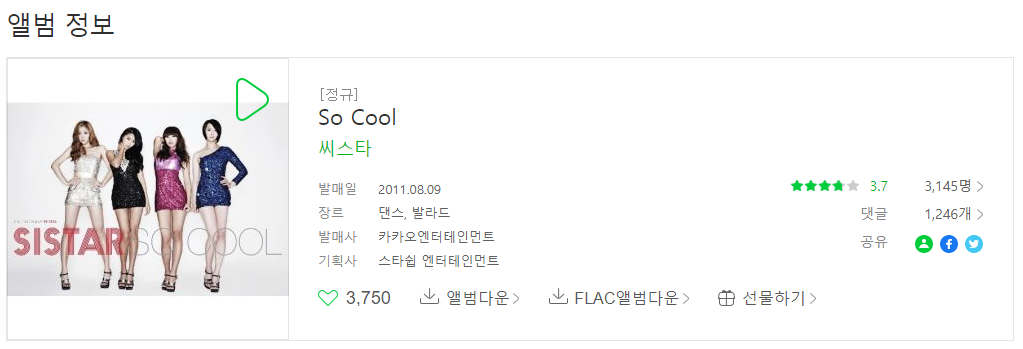 앨범 정보
[정규]
So Cool
씨스타
발매일 2011.08.09
장르 댄스, 발라드
발매사 카카오엔터테인먼트
기획사 스타쉽 엔터테인먼트
3.7 3,145명
댓글 1,246개
공유
3,750 앨범다운 FLAC앨범다운 선물하기
SISTAR SO COOL